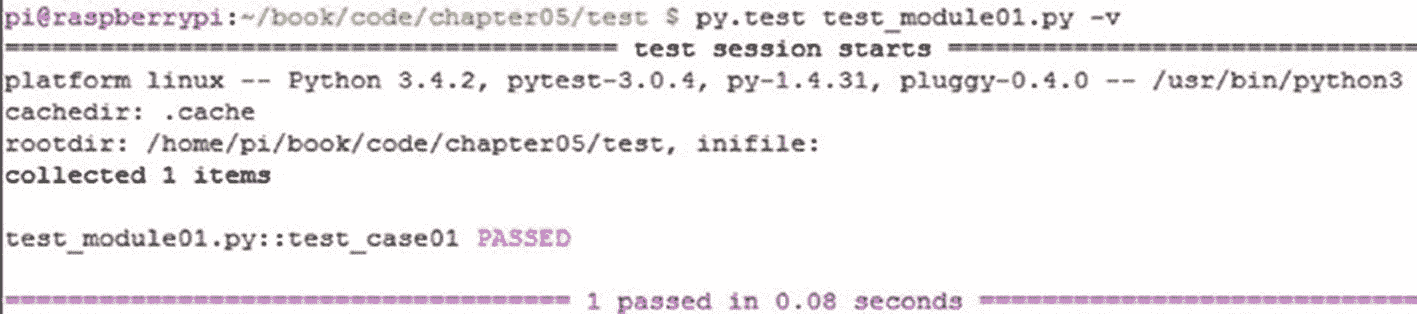 pi@raspberrypi:~/book/code/chapter05/test $ py.test test_module01.py -v
===================================== test session starts ==============================
platform linux -- Python 3.4.2, pytest-3.0.4, py-1.4.31, pluggy-0.4.0 -- /usr/bin/python3
cachedir: .cache
rootdir: /home/pi/book/code/chapter05/test, inifile:
collected 1 items
test_module01.py::test_case01 PASSED
==================================== 1 passed in 0.08 seconds ============================